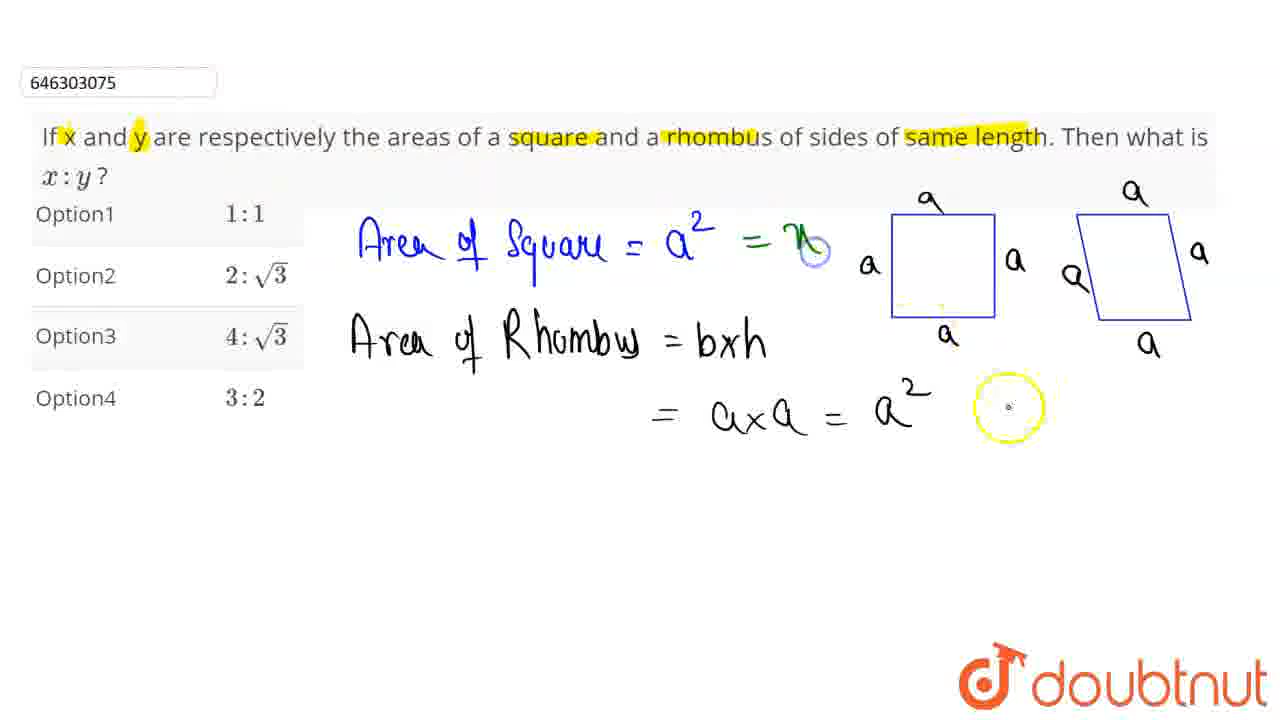 646303075
If x and y are respectively the areas of a square and a rhombus of sides of same length. Then what is
x : y ?
Option1 1 : 1
Option2 2 : √3
Option3 4 : √3
Option4 3 : 2
Area of Square = a² = x
Area of Rhombus = b×h
= a×a = a²
a
a
a
a
a
a
a
a
doubtnut